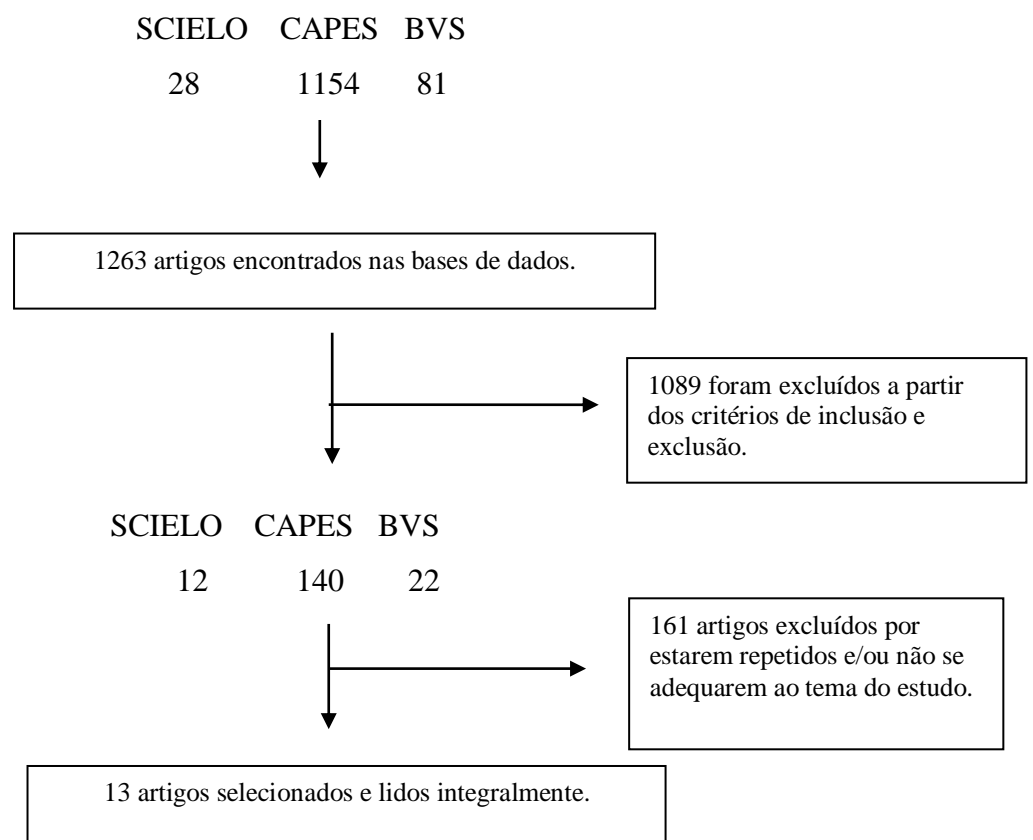 SCIELO CAPES BVS
28 1154 81
1263 artigos encontrados nas bases de dados.
1089 foram excluídos a partir
dos critérios de inclusão e
exclusão.
SCIELO CAPES BVS
12 140 22
161 artigos excluídos por
estarem repetidos e/ou não se
adequarem ao tema do estudo.
13 artigos selecionados e lidos integralmente.